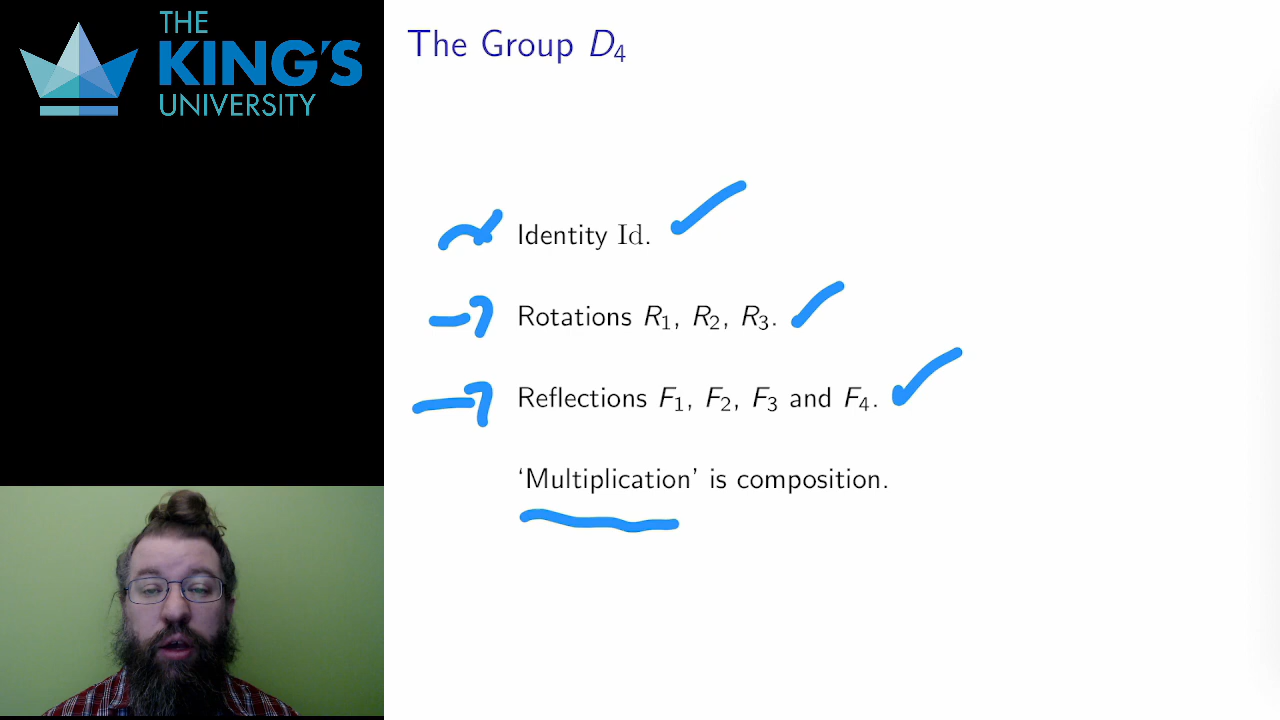 THE
KING'S
UNIVERSITY
The Group D₄
Identity Id.
Rotations R₁, R₂, R₃.
Reflections F₁, F₂, F₃ and F₄.
‘Multiplication’ is composition.